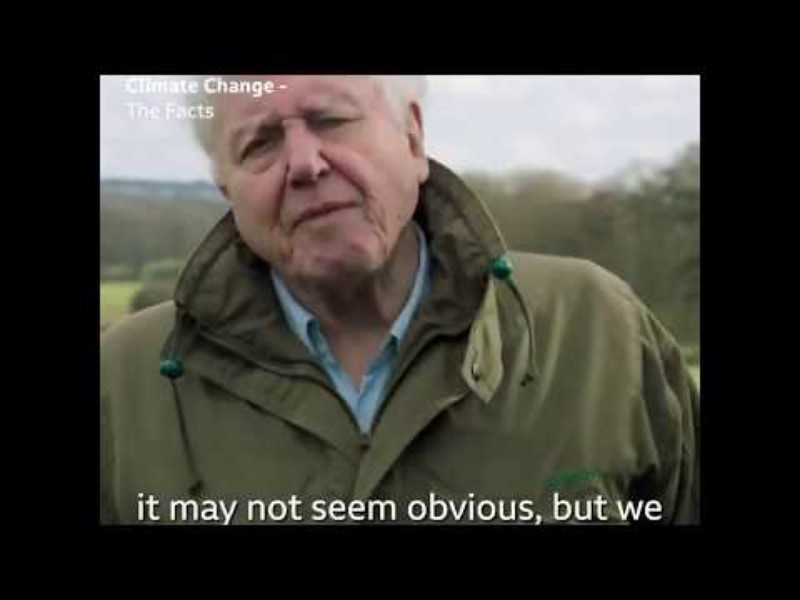 Climate Change -
The Facts
it may not seem obvious, but we